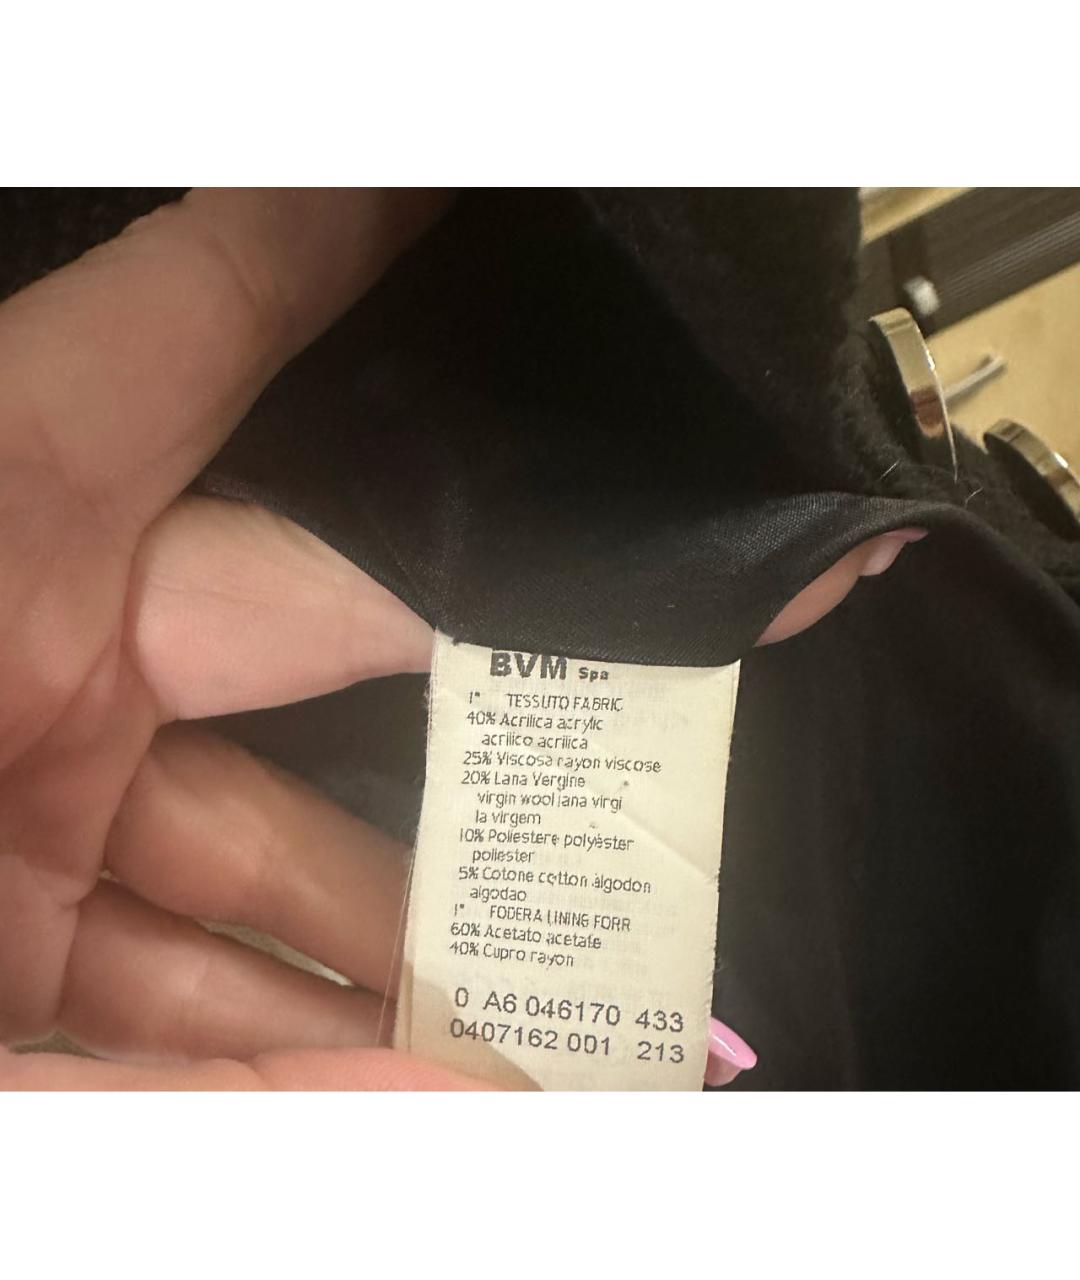 BVM Spa
1° TESSUTO FABRIC
40% Acrilica acrylic
acrilico acrilica
25% Viscosa rayon viscose
20% Lana Vergine
virgin wool lana virgi
la virgem
10% Poliestere polyester
poliester
5% Cotone cotton algodon
algodao
1° FODERA LINING FORR
60% Acetato acetate
40% Cupro rayon
0 A6 046170 433
0407162 001 213